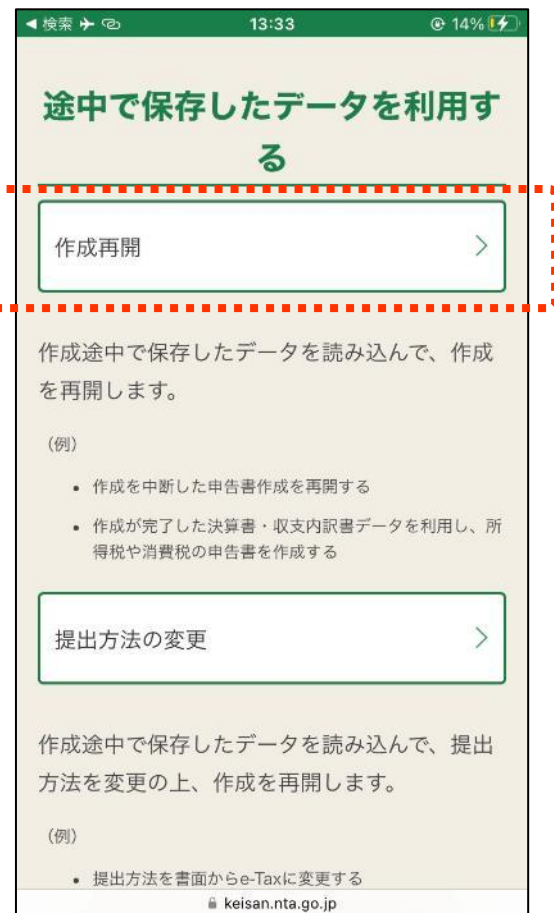 ◀検索 13:33 14%
途中で保存したデータを利用す
る
作成再開
作成途中で保存したデータを読み込んで、作成
を再開します。
（例）
• 作成を中断した申告書作成を再開する
• 作成が完了した決算書・収支内訳書データを利用し、所
得税や消費税の申告書を作成する
提出方法の変更
作成途中で保存したデータを読み込んで、提出
方法を変更の上、作成を再開します。
（例）
• 提出方法を書面からe-Taxに変更する
keisan.nta.go.jp